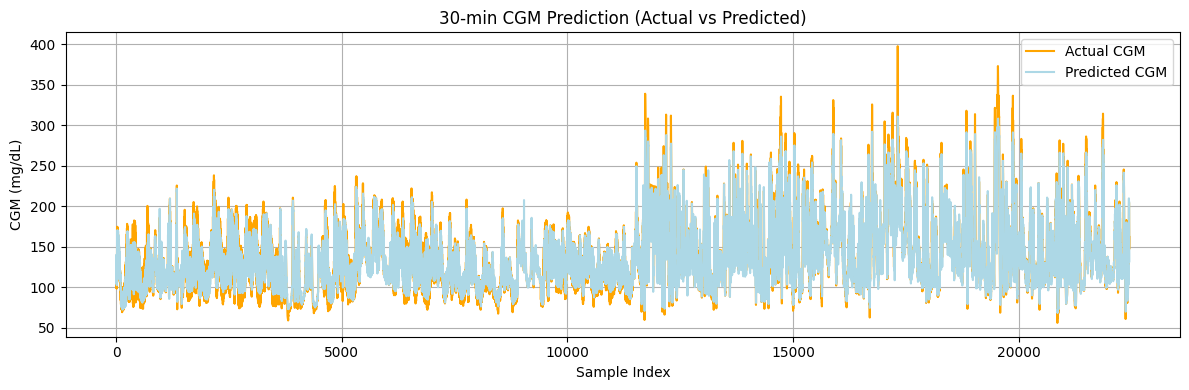 30-min CGM Prediction (Actual vs Predicted)
Actual CGM
Predicted CGM
CGM (mg/dL)
400
350
300
250
200
150
100
50
0
5000
10000
15000
20000
Sample Index